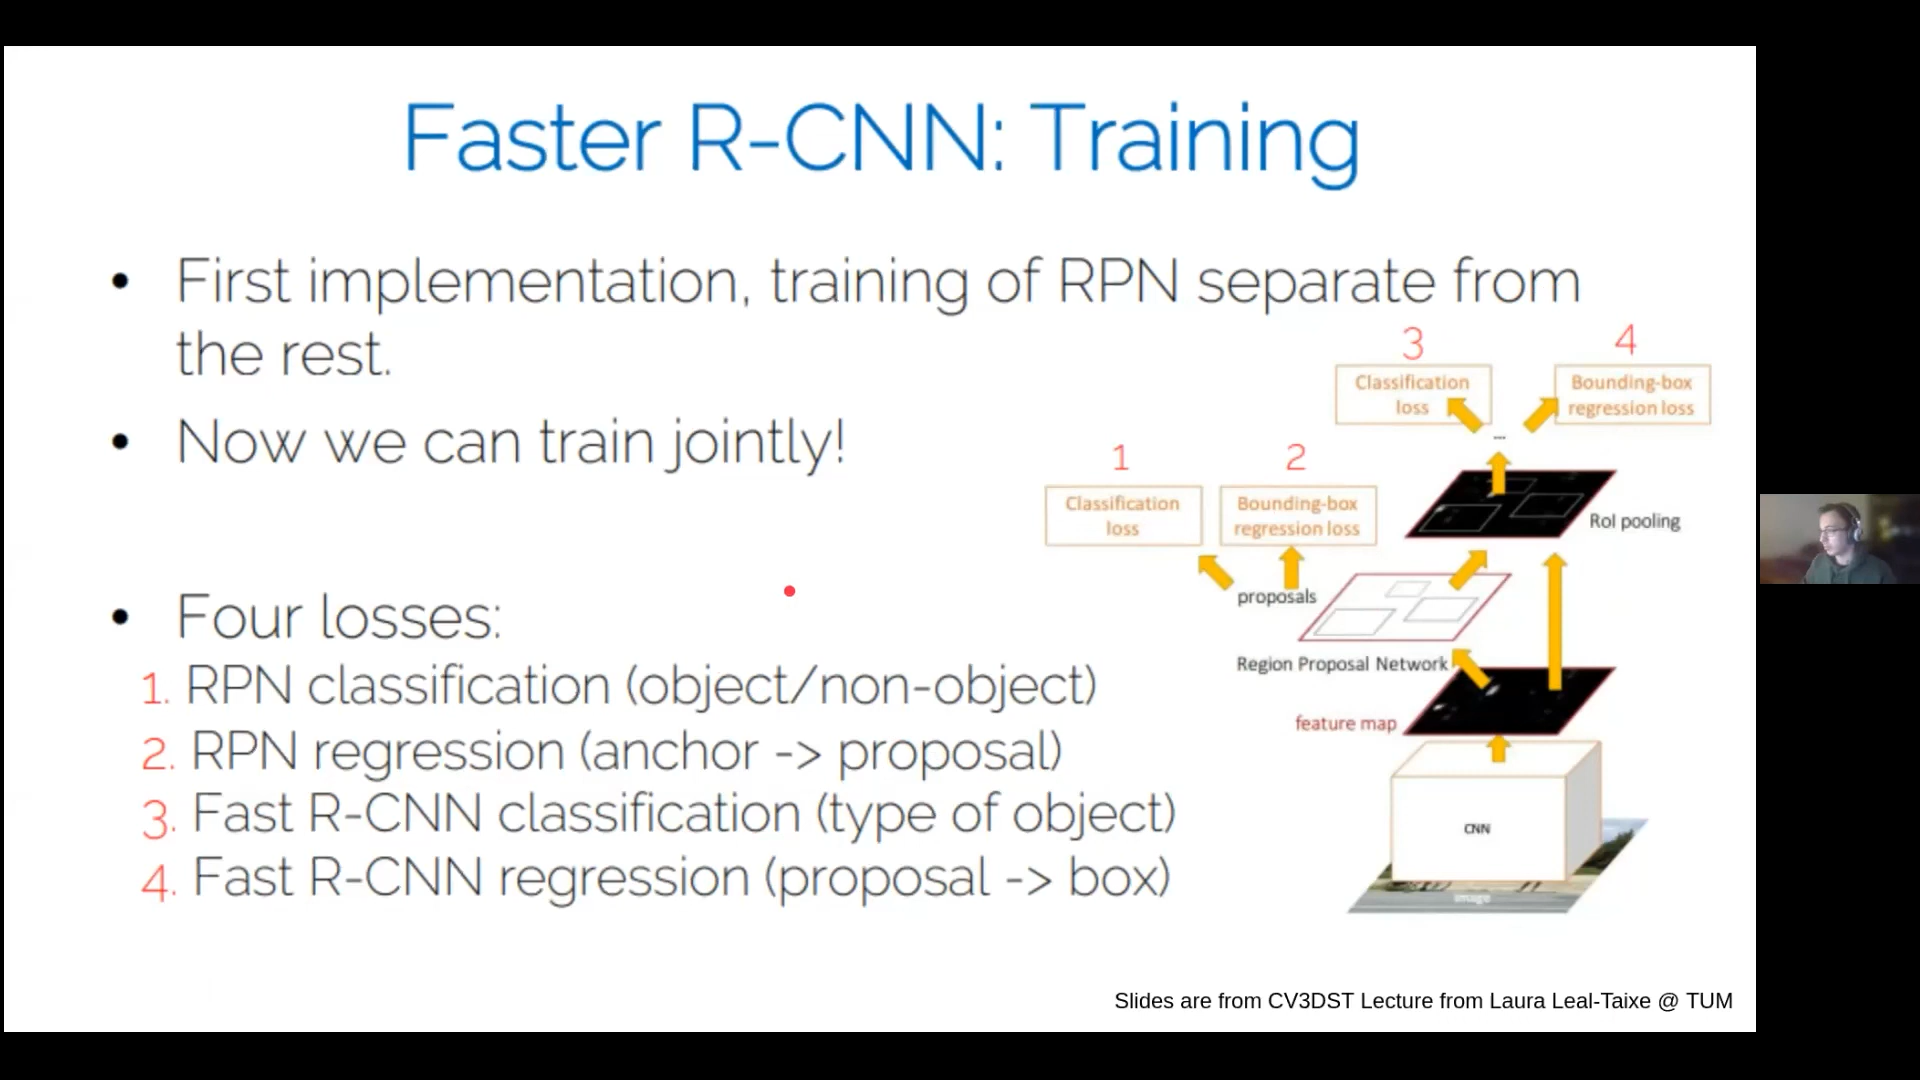 Faster R-CNN: Training
• First implementation, training of RPN separate from
the rest.
• Now we can train jointly!
• Four losses:
1. RPN classification (object/non-object)
2. RPN regression (anchor -> proposal)
3. Fast R-CNN classification (type of object)
4. Fast R-CNN regression (proposal -> box)
3
4
Classification
loss
Bounding-box
regression loss
...
1
2
Classification
loss
Bounding-box
regression loss
RoI pooling
proposals
Region Proposal Network
feature map
CNN
image
Slides are from CV3DST Lecture from Laura Leal-Taixe @ TUM